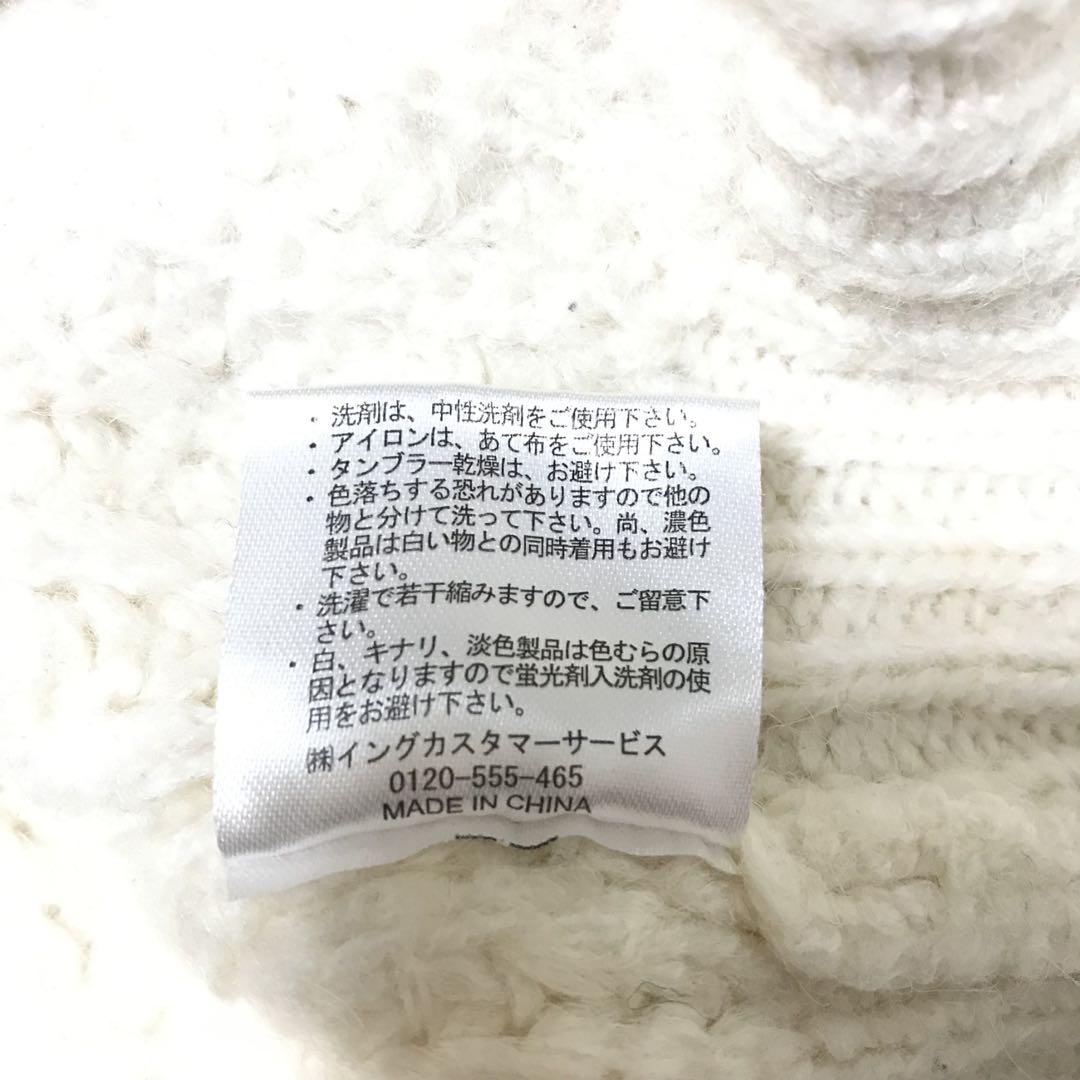 ・洗剤は、中性洗剤をご使用下さい。
・アイロンは、あて布をご使用下さい。
・タンブラー乾燥は、お避け下さい。
・色落ちする恐れがありますので他の
物と分けて洗って下さい。尚、濃色
製品は白い物との同時着用もお避け
下さい。
・洗濯で若干縮みますので、ご留意下
さい。
・白、キナリ、淡色製品は色むらの原
因となりますので蛍光剤入洗剤の使
用をお避け下さい。
㈱イングカスタマーサービス
0120-555-465
MADE IN CHINA